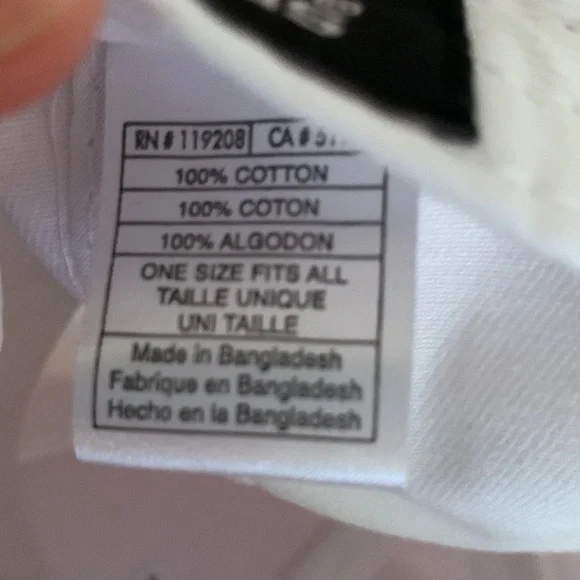 RN # 119208 CA #
100% COTTON
100% COTON
100% ALGODON
ONE SIZE FITS ALL
TAILLE UNIQUE
UNI TAILLE
Made in Bangladesh
Fabrique en Bangladesh
Hecho en la Bangladesh